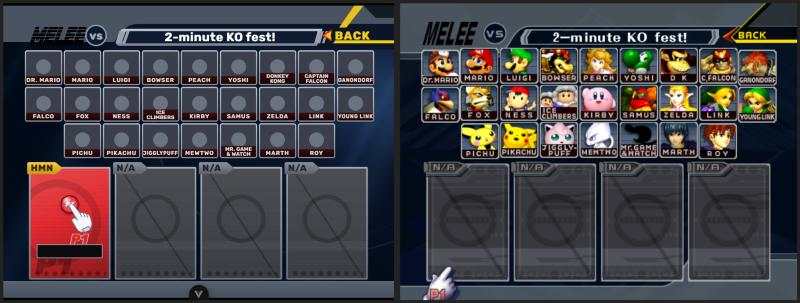 MELEE VS 2-minute KO fest! BACK
DR. MARIO MARIO LUIGI BOWSER PEACH YOSHI DONKEY KONG CAPTAIN FALCON GANONDORF
FALCO FOX NESS ICE CLIMBERS KIRBY SAMUS ZELDA LINK YOUNG LINK
PICHU PIKACHU JIGGLYPUFF MEWTWO MR. GAME & WATCH MARTH ROY
HMN N/A N/A N/A
P1
MELEE VS 2-minute KO fest! BACK
DR.MARIO MARIO LUIGI BOWSER PEACH YOSHI D K C.FALCON GANONDORF
FALCO FOX NESS ICE CLIMBERS KIRBY SAMUS ZELDA LINK YOUNG LINK
PICHU PIKACHU JIGGLY-PUFF MEWTWO Mr.GAME &WATCH MARTH ROY
N/A N/A N/A N/A
P1